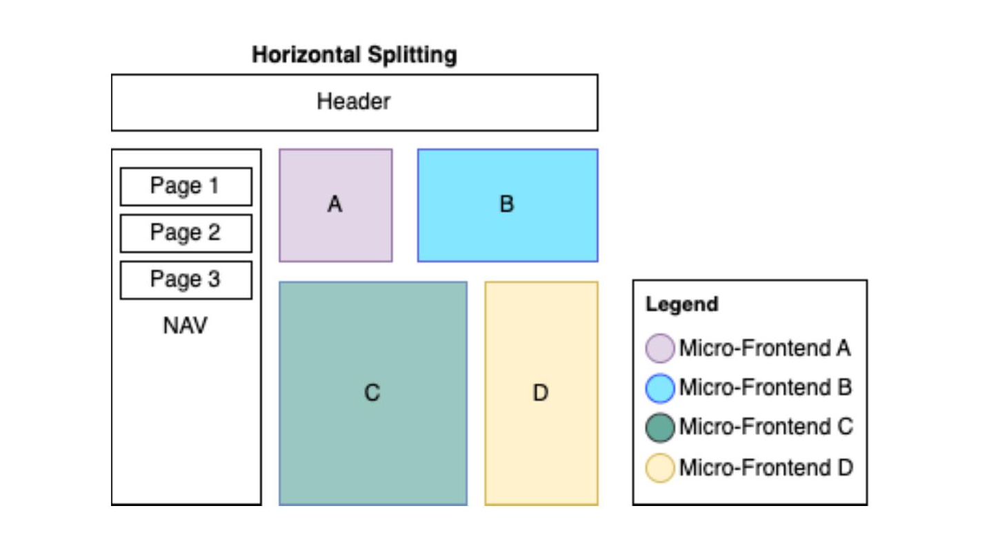 Horizontal Splitting
Header
Page 1
Page 2
Page 3
NAV
A
B
C
D
Legend
Micro-Frontend A
Micro-Frontend B
Micro-Frontend C
Micro-Frontend D